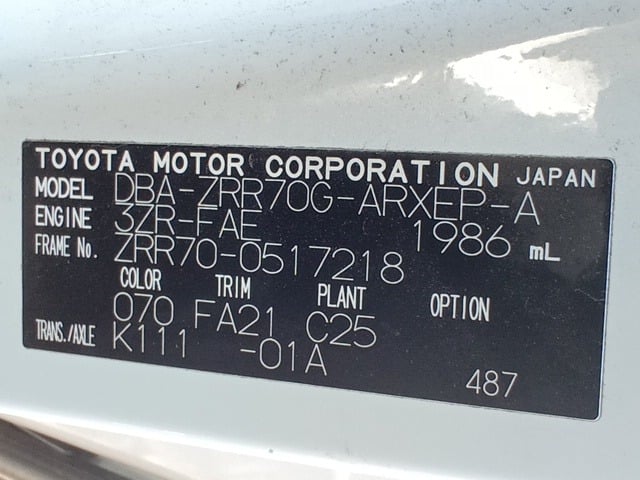 TOYOTA MOTOR CORPORATION JAPAN
MODEL DBA-ZRR70G-ARXEP-A
ENGINE 3ZR-FAE 1986 mL
FRAME No. ZRR70-0517218
COLOR TRIM PLANT OPTION
070 FA21 C25
TRANS./AXLE K111 -01A
487